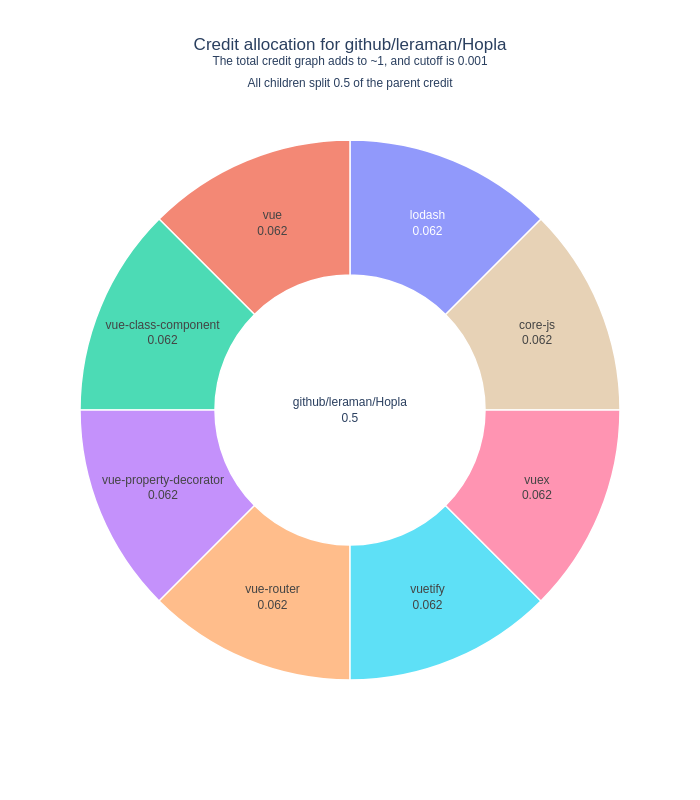 Credit allocation for github/leraman/Hopla
The total credit graph adds to ~1, and cutoff is 0.001
All children split 0.5 of the parent credit
vue
0.062
lodash
0.062
vue-class-component
0.062
core-js
0.062
github/leraman/Hopla
0.5
vue-property-decorator
0.062
vuex
0.062
vue-router
0.062
vuetify
0.062